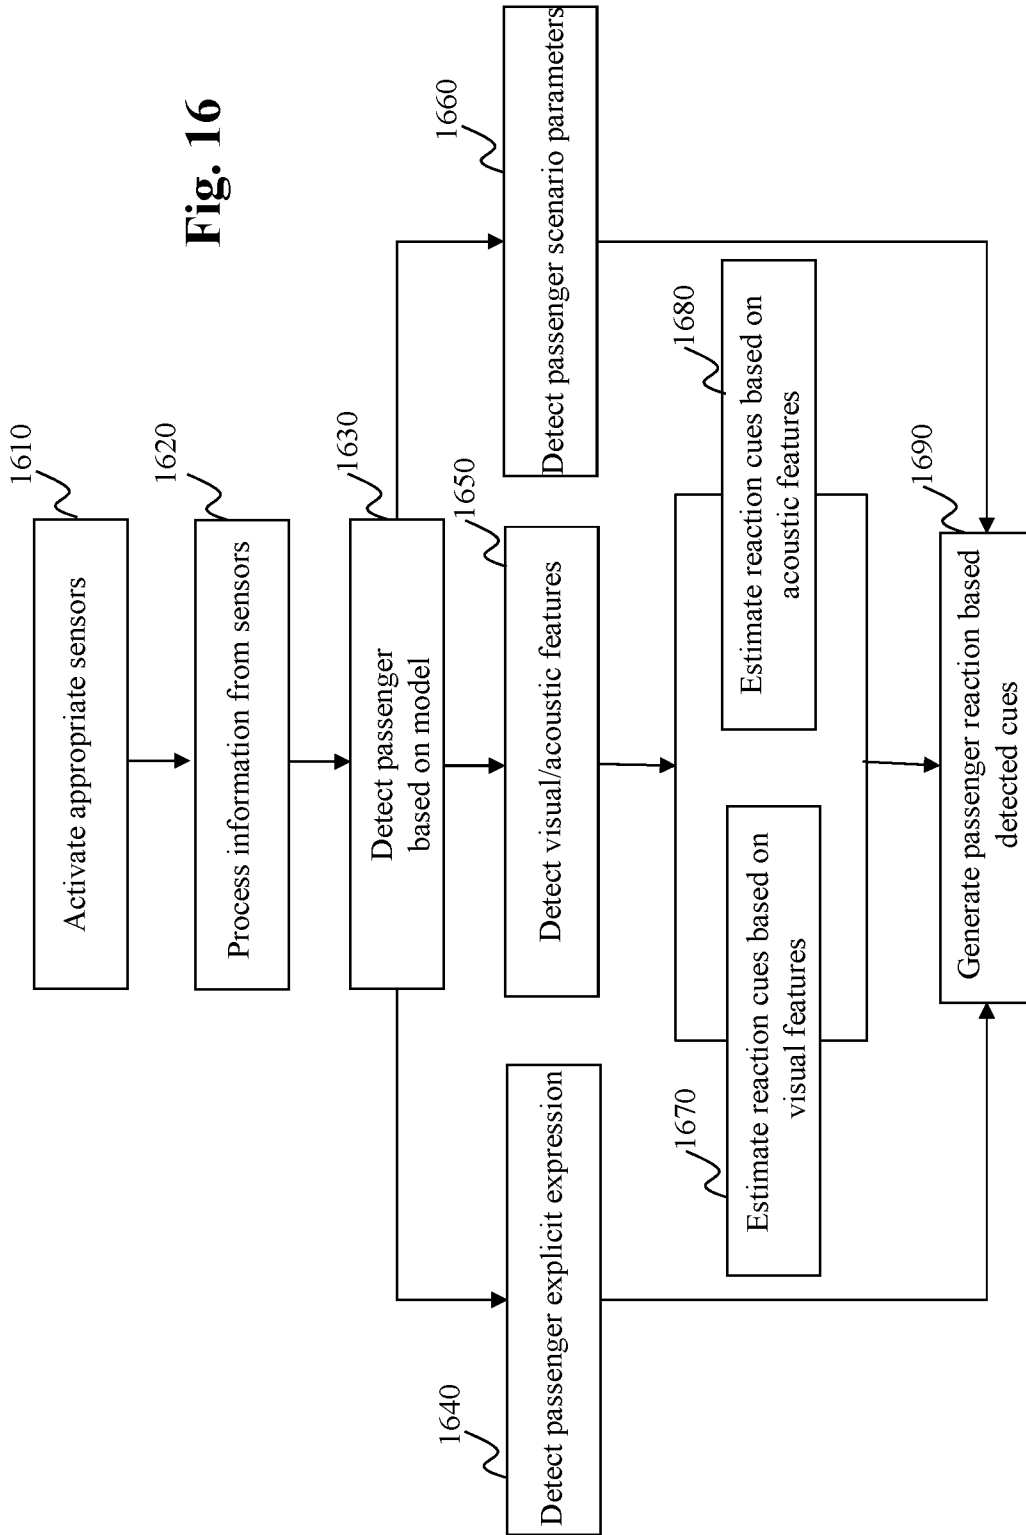 Fig. 16
1610
Activate appropriate sensors
1620
Process information from sensors
1630
Detect passenger
based on model
1640
Detect passenger explicit expression
1650
Detect visual/acoustic features
1660
Detect passenger scenario parameters
1670
Estimate reaction cues based on
visual features
1680
Estimate reaction cues based on
acoustic features
1690
Generate passenger reaction based
detected cues